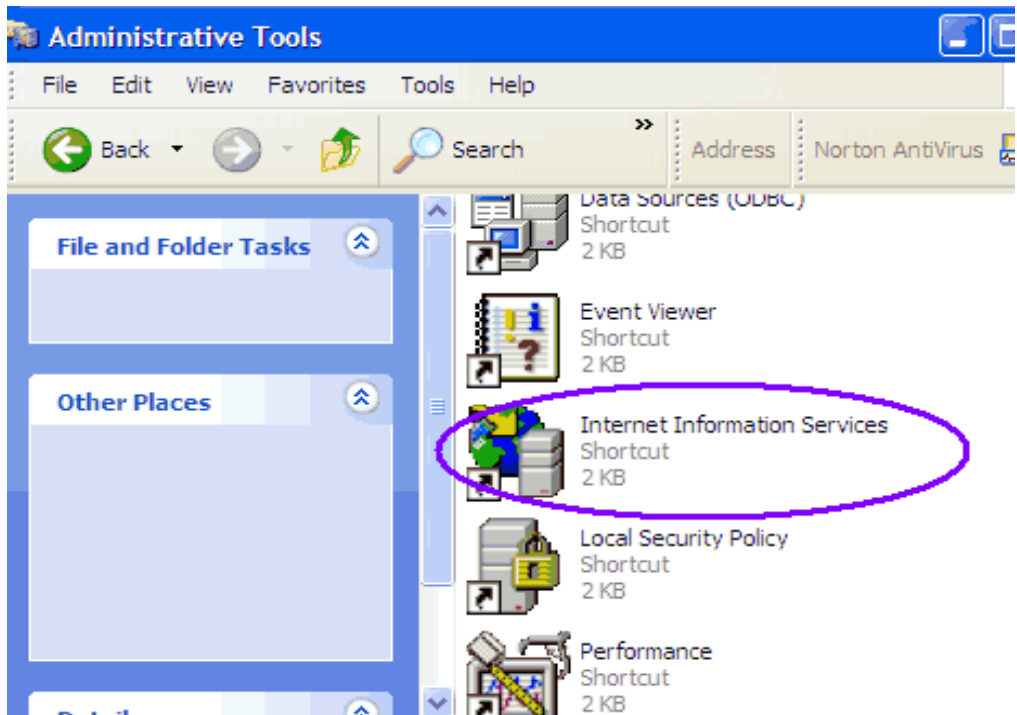 Administrative Tools
File Edit View Favorites Tools Help
Back Search » Address Norton AntiVirus
File and Folder Tasks
Other Places
Details
Data Sources (ODBC)
Shortcut
2 KB
Event Viewer
Shortcut
2 KB
Internet Information Services
Shortcut
2 KB
Local Security Policy
Shortcut
2 KB
Performance
Shortcut
2 KB